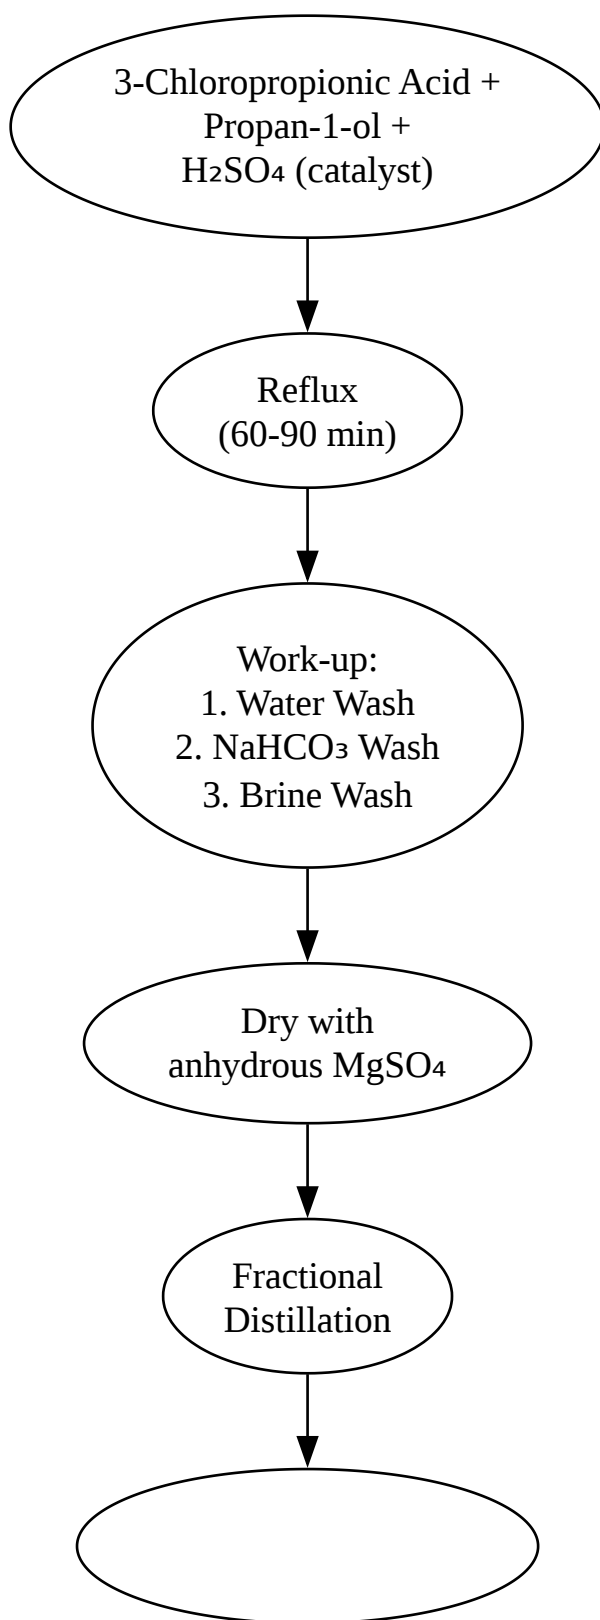 3-Chloropropionic Acid +
Propan-1-ol +
H₂SO₄ (catalyst)
Reflux
(60-90 min)
Work-up:
1. Water Wash
2. NaHCO₃ Wash
3. Brine Wash
Dry with
anhydrous MgSO₄
Fractional
Distillation